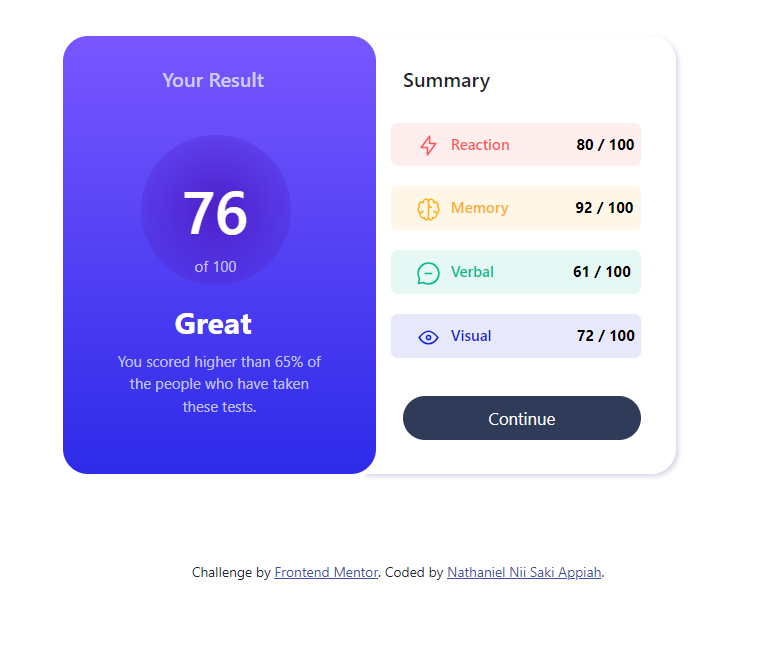 Your Result
76
of 100
Great
You scored higher than 65% of
the people who have taken
these tests.
Summary
Reaction 80 / 100
Memory 92 / 100
Verbal 61 / 100
Visual 72 / 100
Continue
Challenge by Frontend Mentor. Coded by Nathaniel Nii Saki Appiah.